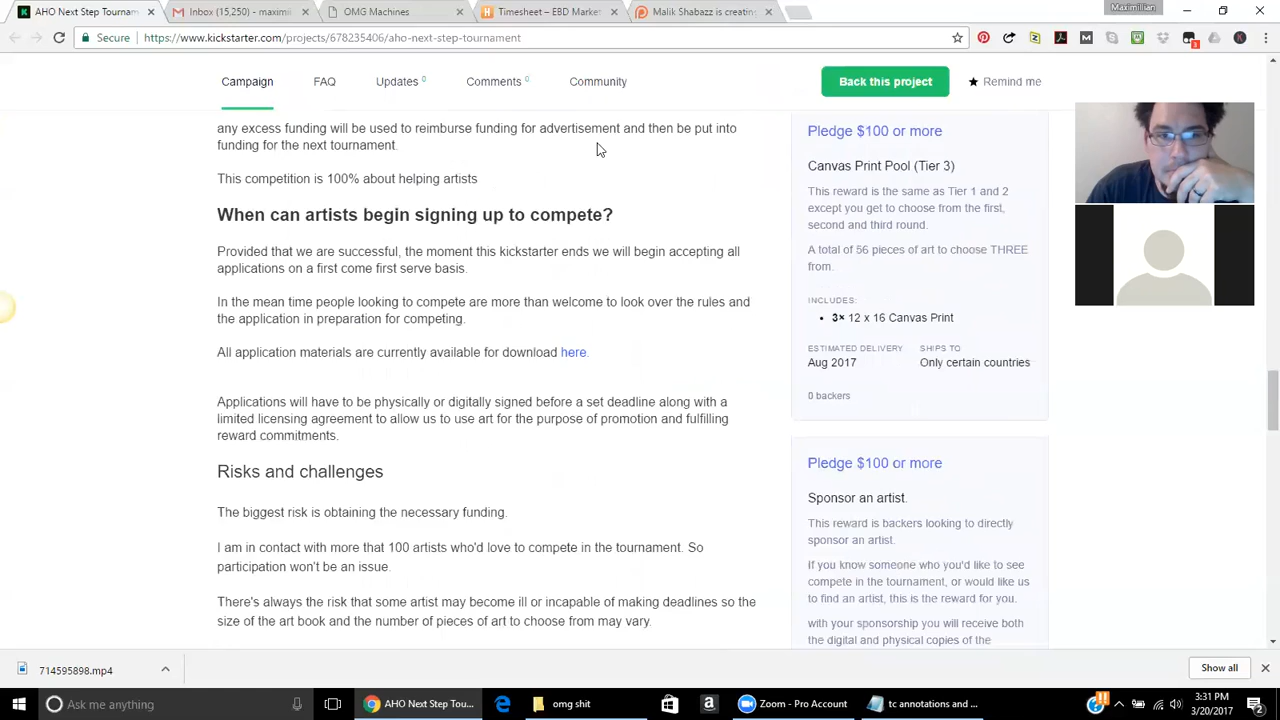 AHO Next Step Tournam
Inbox (15,250) - maximil
OMG Machines
Timesheet – EBD Market
Malik Shabazz is creating
Maximillian
Secure
https://www.kickstarter.com/projects/678235406/aho-next-step-tournament
Campaign
FAQ
Updates 0
Comments 0
Community
Back this project
★ Remind me
any excess funding will be used to reimburse funding for advertisement and then be put into
funding for the next tournament.
This competition is 100% about helping artists
When can artists begin signing up to compete?
Provided that we are successful, the moment this kickstarter ends we will begin accepting all
applications on a first come first serve basis.
In the mean time people looking to compete are more than welcome to look over the rules and
the application in preparation for competing.
All application materials are currently available for download here.
Applications will have to be physically or digitally signed before a set deadline along with a
limited licensing agreement to allow us to use art for the purpose of promotion and fulfilling
reward commitments.
Risks and challenges
The biggest risk is obtaining the necessary funding.
I am in contact with more that 100 artists who'd love to compete in the tournament. So
participation won't be an issue.
There's always the risk that some artist may become ill or incapable of making deadlines so the
size of the art book and the number of pieces of art to choose from may vary.
Pledge $100 or more
Canvas Print Pool (Tier 3)
This reward is the same as Tier 1 and 2
except you get to choose from the first,
second and third round.
A total of 56 pieces of art to choose THREE
from.
INCLUDES:
• 3× 12 x 16 Canvas Print
ESTIMATED DELIVERY
SHIPS TO
Aug 2017
Only certain countries
0 backers
Pledge $100 or more
Sponsor an artist.
This reward is backers looking to directly
sponsor an artist.
If you know someone who you'd like to see
compete in the tournament, or would like us
to find an artist, this is the reward for you.
with your sponsorship you will receive both
the digital and physical copies of the
714595898.mp4
Show all
Ask me anything
AHO Next Step Tou...
omg shit
Zoom - Pro Account
tc annotations and ...
3:31 PM
3/20/2017